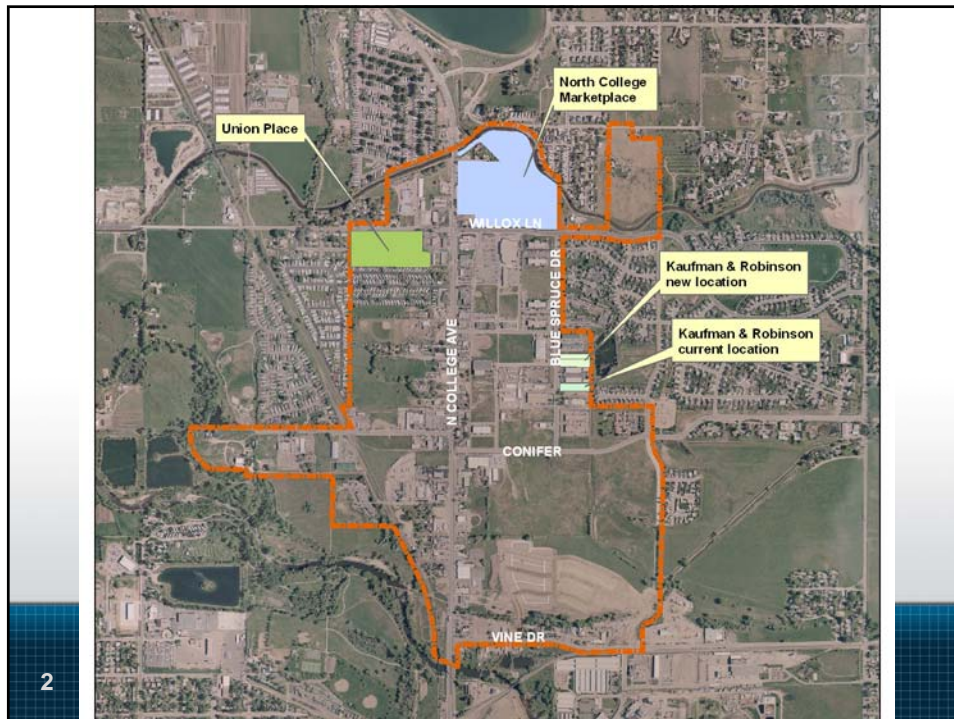 North College
Marketplace
Union Place
WILLOX LN
Kaufman & Robinson
new location
Kaufman & Robinson
current location
BLUE SPRUCE DR
N COLLEGE AVE
CONIFER
VINE DR
2